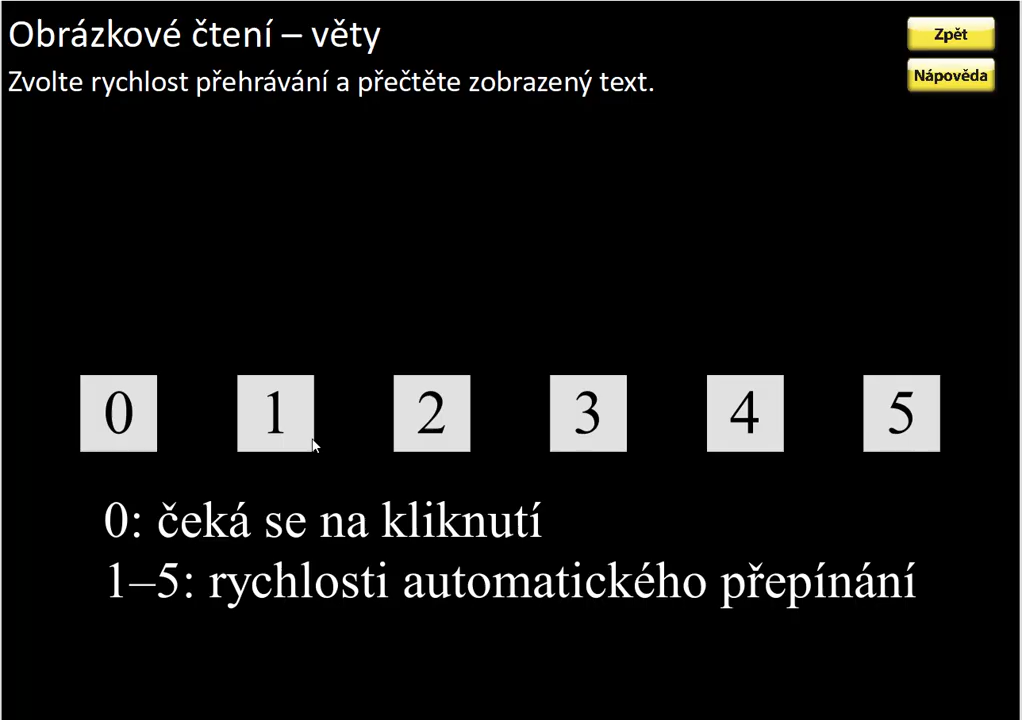 Obrázkové čtení – věty
Zpět
Zvolte rychlost přehrávání a přečtěte zobrazený text.
Nápověda
0 1 2 3 4 5
0: čeká se na kliknutí
1–5: rychlosti automatického přepínání